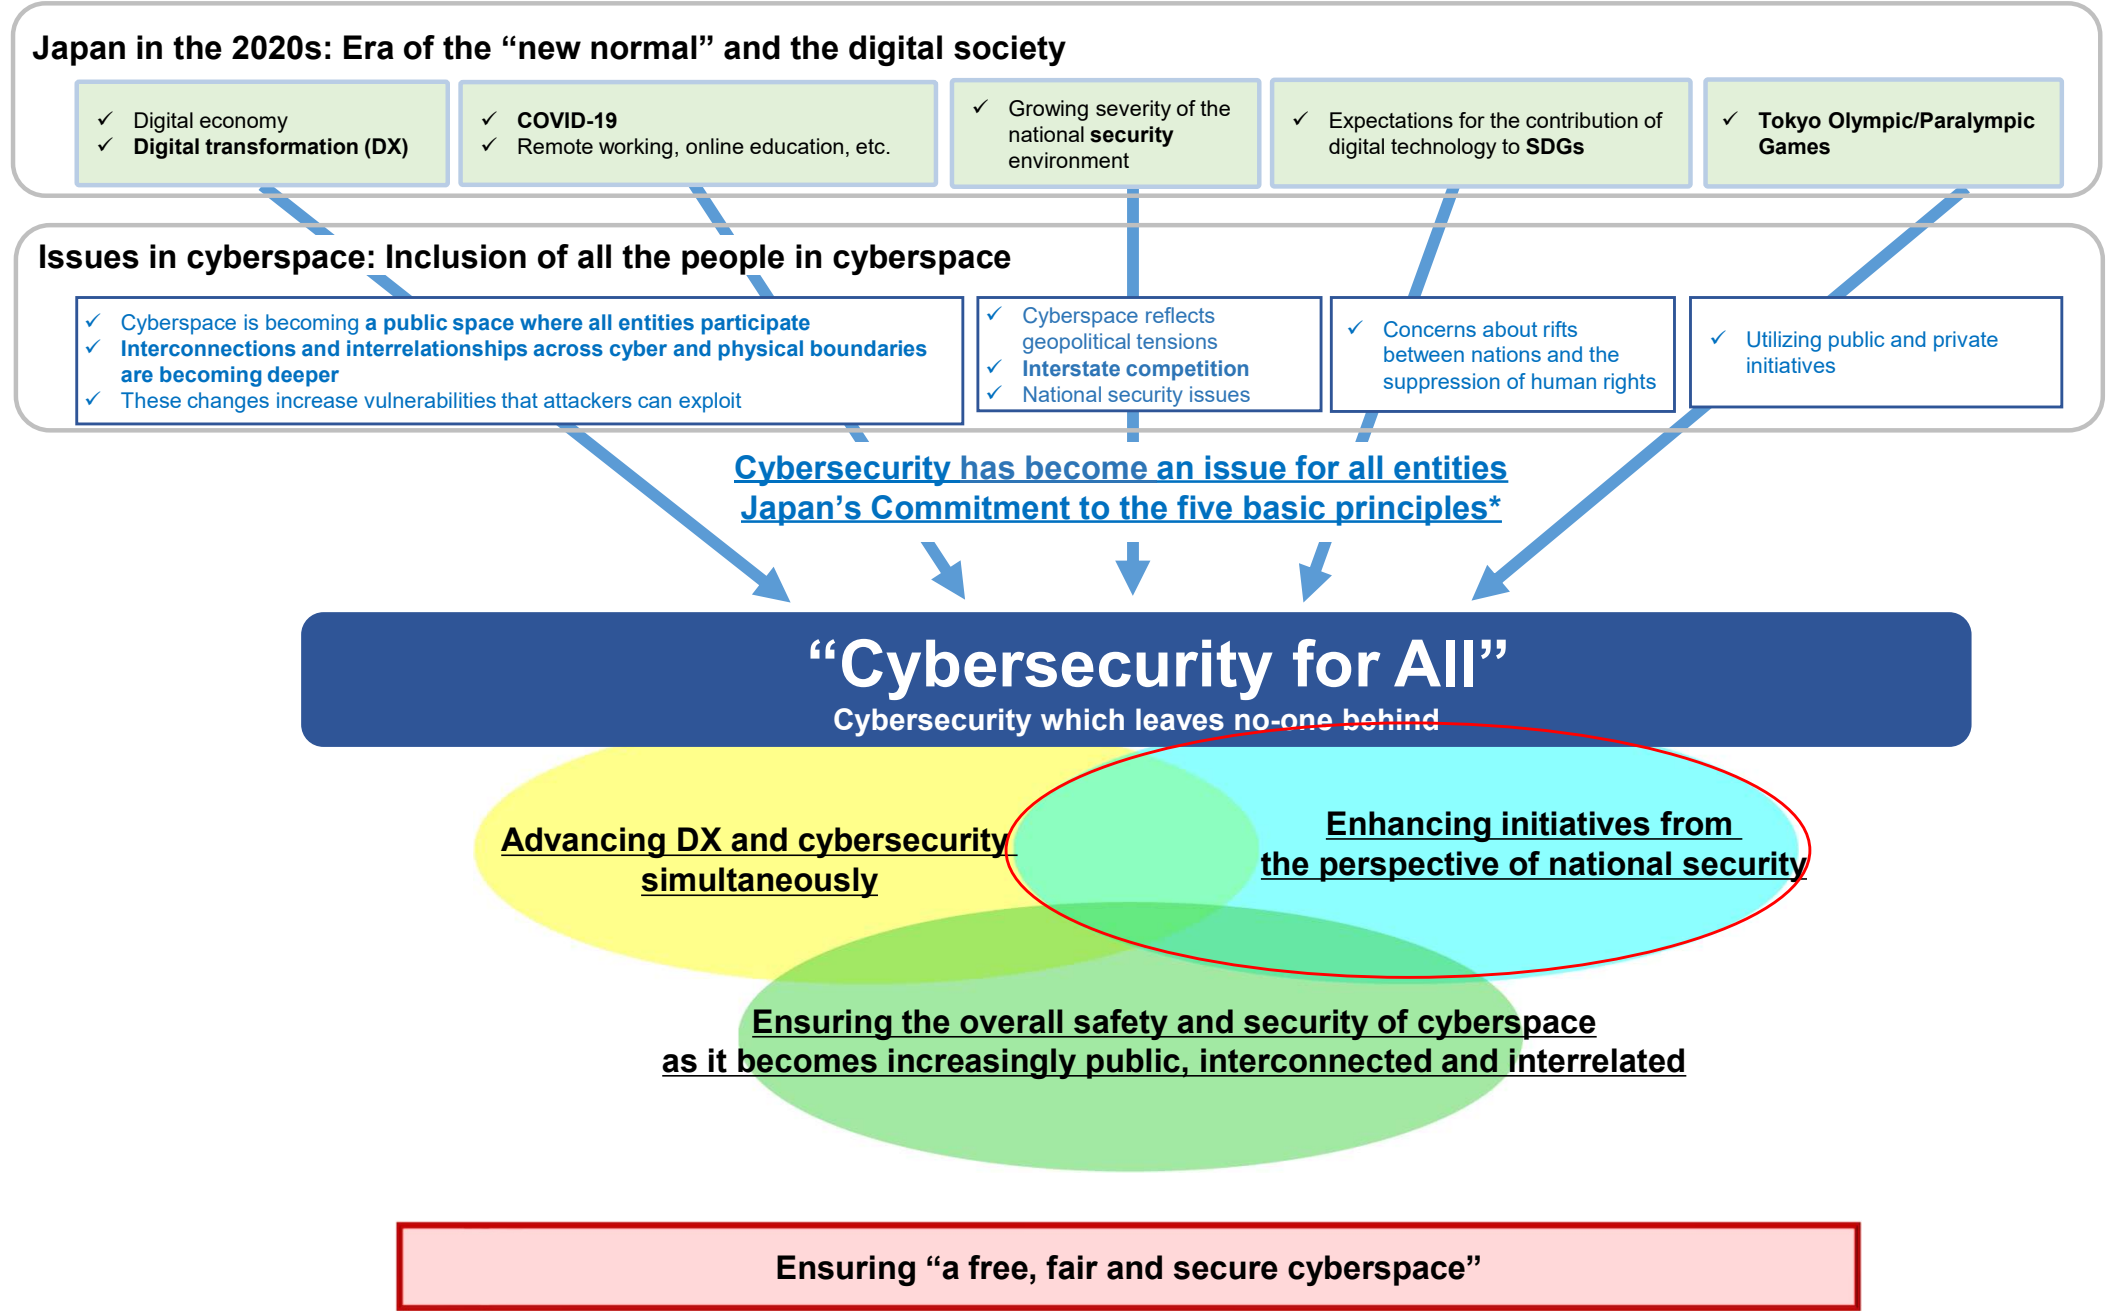 Japan in the 2020s: Era of the “new normal” and the digital society
✓ Digital economy
✓ Digital transformation (DX)
✓ COVID-19
✓ Remote working, online education, etc.
✓ Growing severity of the
national security
environment
✓ Expectations for the contribution of
digital technology to SDGs
✓ Tokyo Olympic/Paralympic
Games
Issues in cyberspace: Inclusion of all the people in cyberspace
✓ Cyberspace is becoming a public space where all entities participate
✓ Interconnections and interrelationships across cyber and physical boundaries
are becoming deeper
✓ These changes increase vulnerabilities that attackers can exploit
✓ Cyberspace reflects
geopolitical tensions
✓ Interstate competition
✓ National security issues
✓ Concerns about rifts
between nations and the
suppression of human rights
✓ Utilizing public and private
initiatives
Cybersecurity has become an issue for all entities
Japan’s Commitment to the five basic principles*
“Cybersecurity for All”
Cybersecurity which leaves no-one behind
Advancing DX and cybersecurity
simultaneously
Enhancing initiatives from
the perspective of national security
Ensuring the overall safety and security of cyberspace
as it becomes increasingly public, interconnected and interrelated
Ensuring “a free, fair and secure cyberspace”